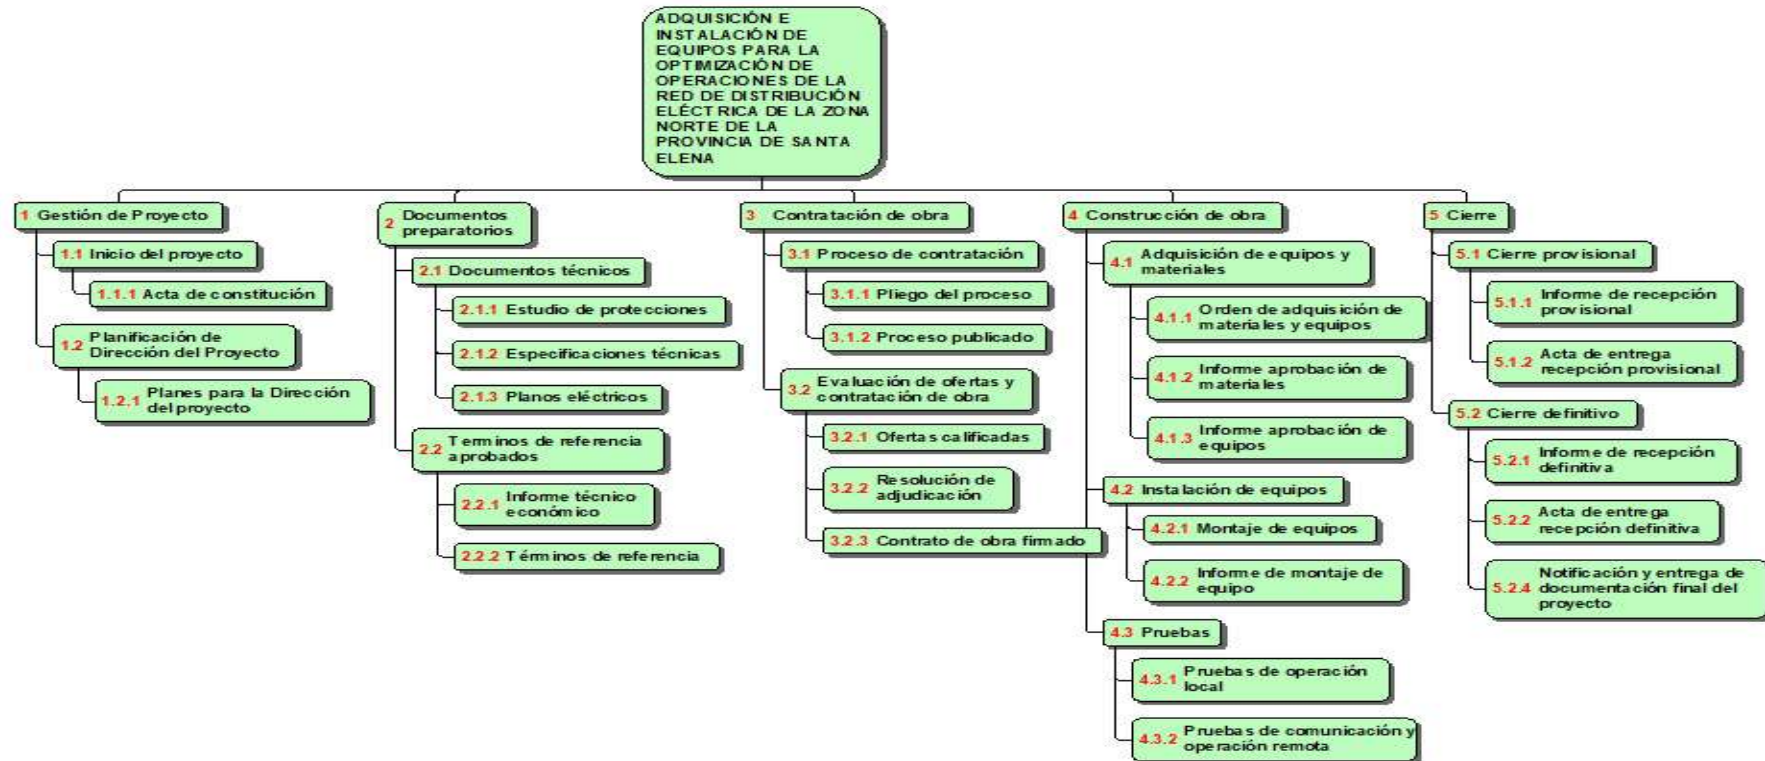 ADQUISICIÓN E
INSTALACIÓN DE
EQUIPOS PARA LA
OPTIMIZACIÓN DE
OPERACIONES DE LA
RED DE DISTRIBUCIÓN
ELÉCTRICA DE LA ZONA
NORTE DE LA
PROVINCIA DE SANTA
ELENA
1 Gestión de Proyecto
1.1 Inicio del proyecto
1.1.1 Acta de constitución
1.2 Planificación de
Dirección del Proyecto
1.2.1 Planes para la Dirección
del proyecto
2 Documentos
preparatorios
2.1 Documentos técnicos
2.1.1 Estudio de protecciones
2.1.2 Especificaciones técnicas
2.1.3 Planos eléctricos
2.2 Terminos de referencia
aprobados
2.2.1 Informe técnico
económico
2.2.2 Términos de referencia
3 Contratación de obra
3.1 Proceso de contratación
3.1.1 Pliego del proceso
3.1.2 Proceso publicado
3.2 Evaluación de ofertas y
contratación de obra
3.2.1 Ofertas calificadas
3.2.2 Resolución de
adjudicación
3.2.3 Contrato de obra firmado
4 Construcción de obra
4.1 Adquisición de equipos y
materiales
4.1.1 Orden de adquisición de
materiales y equipos
4.1.2 Informe aprobación de
materiales
4.1.3 Informe aprobación de
equipos
4.2 Instalación de equipos
4.2.1 Montaje de equipos
4.2.2 Informe de montaje de
equipo
4.3 Pruebas
4.3.1 Pruebas de operación
local
4.3.2 Pruebas de comunicación y
operación remota
5 Cierre
5.1 Cierre provisional
5.1.1 Informe de recepción
provisional
5.1.2 Acta de entrega
recepción provisional
5.2 Cierre definitivo
5.2.1 Informe de recepción
definitiva
5.2.2 Acta de entrega
recepción definitiva
5.2.4 Notificación y entrega de
documentación final del
proyecto